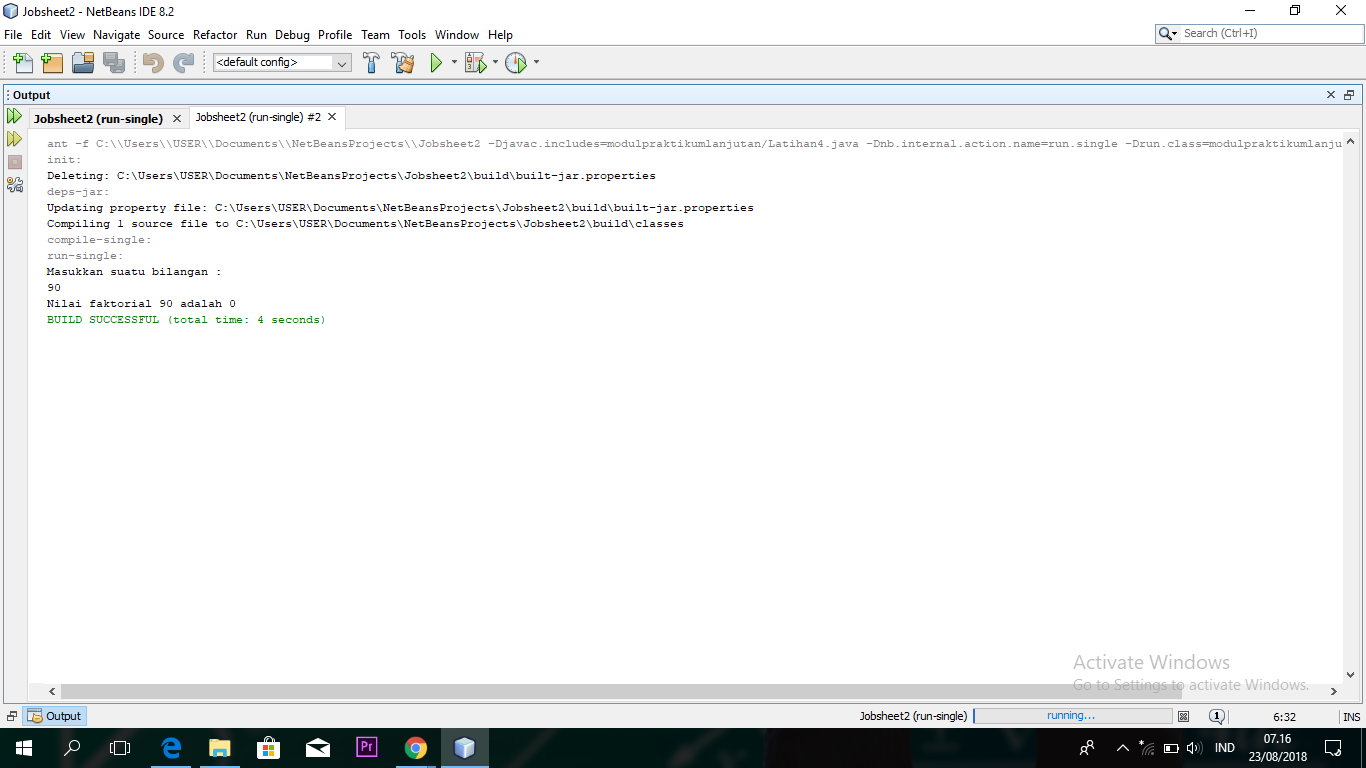 Jobsheet2 - NetBeans IDE 8.2
File Edit View Navigate Source Refactor Run Debug Profile Team Tools Window Help
Search (Ctrl+I)
<default config>
Output
Jobsheet2 (run-single) Jobsheet2 (run-single) #2
ant -f C:\\Users\\USER\\Documents\\NetBeansProjects\\Jobsheet2 -Djavac.includes=modulpraktikumlanjutan/Latihan4.java -Dnb.internal.action.name=run.single -Drun.class=modulpraktikumlanju
init:
Deleting: C:\Users\USER\Documents\NetBeansProjects\Jobsheet2\build\built-jar.properties
deps-jar:
Updating property file: C:\Users\USER\Documents\NetBeansProjects\Jobsheet2\build\built-jar.properties
Compiling 1 source file to C:\Users\USER\Documents\NetBeansProjects\Jobsheet2\build\classes
compile-single:
run-single:
Masukkan suatu bilangan :
90
Nilai faktorial 90 adalah 0
BUILD SUCCESSFUL (total time: 4 seconds)
Activate Windows
Go to Settings to activate Windows.
Output
Jobsheet2 (run-single) running... 1 6:32 INS
Pr
IND
07.16
23/08/2018